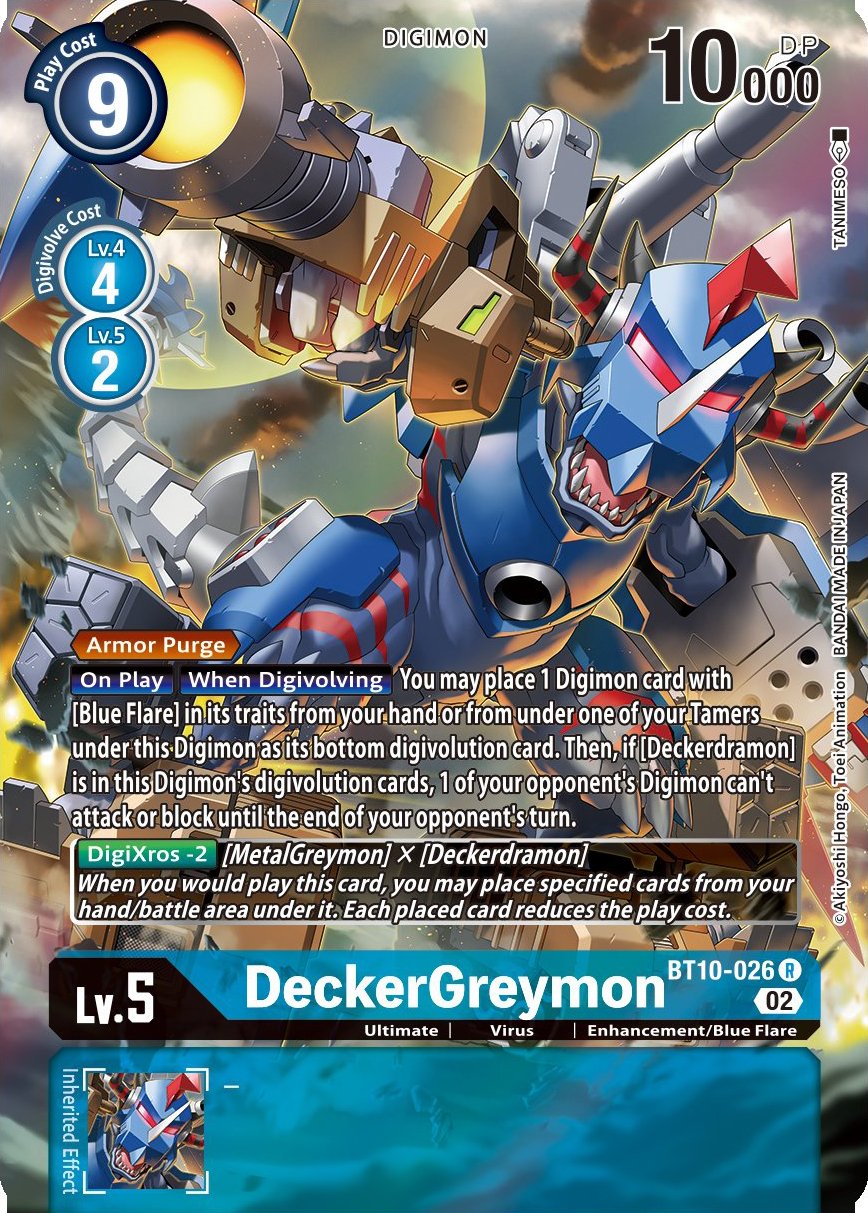 DIGIMON
Play Cost
9
DP
10000
Digivolve Cost
Lv.4
4
Lv.5
2
TANIMESO
Armor Purge
On Play When Digivolving You may place 1 Digimon card with
[Blue Flare] in its traits from your hand or from under one of your Tamers
under this Digimon as its bottom digivolution card. Then, if [Deckerdramon]
is in this Digimon's digivolution cards, 1 of your opponent's Digimon can't
attack or block until the end of your opponent's turn.
DigiXros -2 [MetalGreymon] × [Deckerdramon]
When you would play this card, you may place specified cards from your
hand/battle area under it. Each placed card reduces the play cost.
© Akiyoshi Hongo, Toei Animation BANDAI MADE IN JAPAN
Lv.5
DeckerGreymon
BT10-026 R
02
Ultimate | Virus | Enhancement/Blue Flare
Inherited Effect
–